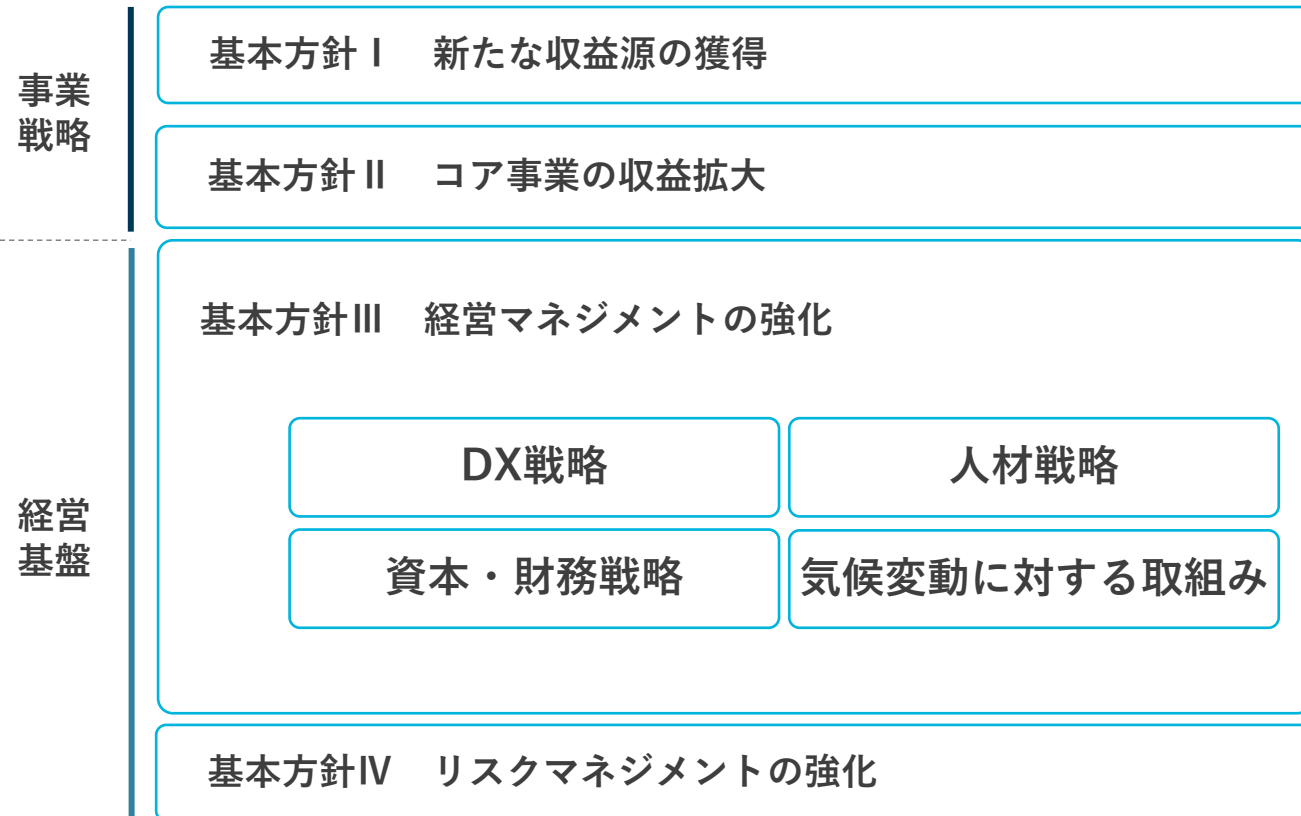 事業
戦略
基本方針Ⅰ　新たな収益源の獲得
基本方針Ⅱ　コア事業の収益拡大
経営
基盤
基本方針Ⅲ　経営マネジメントの強化
DX戦略
人材戦略
資本・財務戦略
気候変動に対する取組み
基本方針Ⅳ　リスクマネジメントの強化